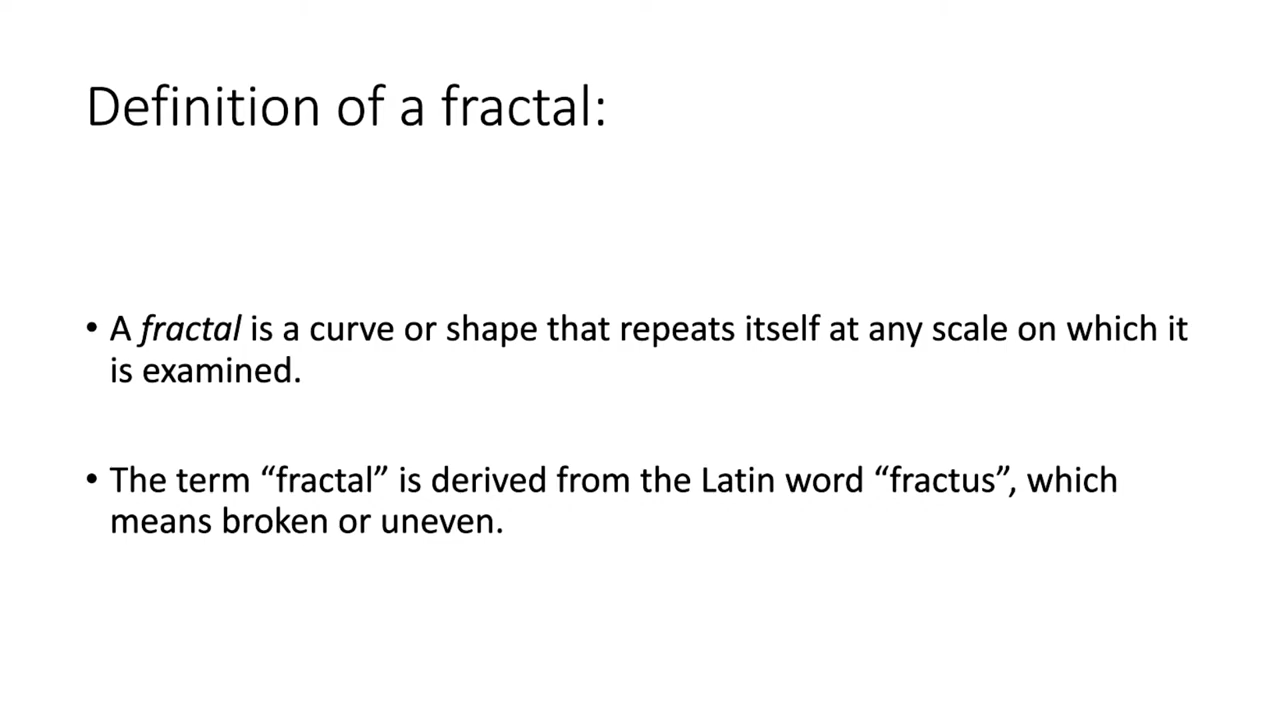 Definition of a fractal:
• A fractal is a curve or shape that repeats itself at any scale on which it
is examined.
• The term “fractal” is derived from the Latin word “fractus”, which
means broken or uneven.